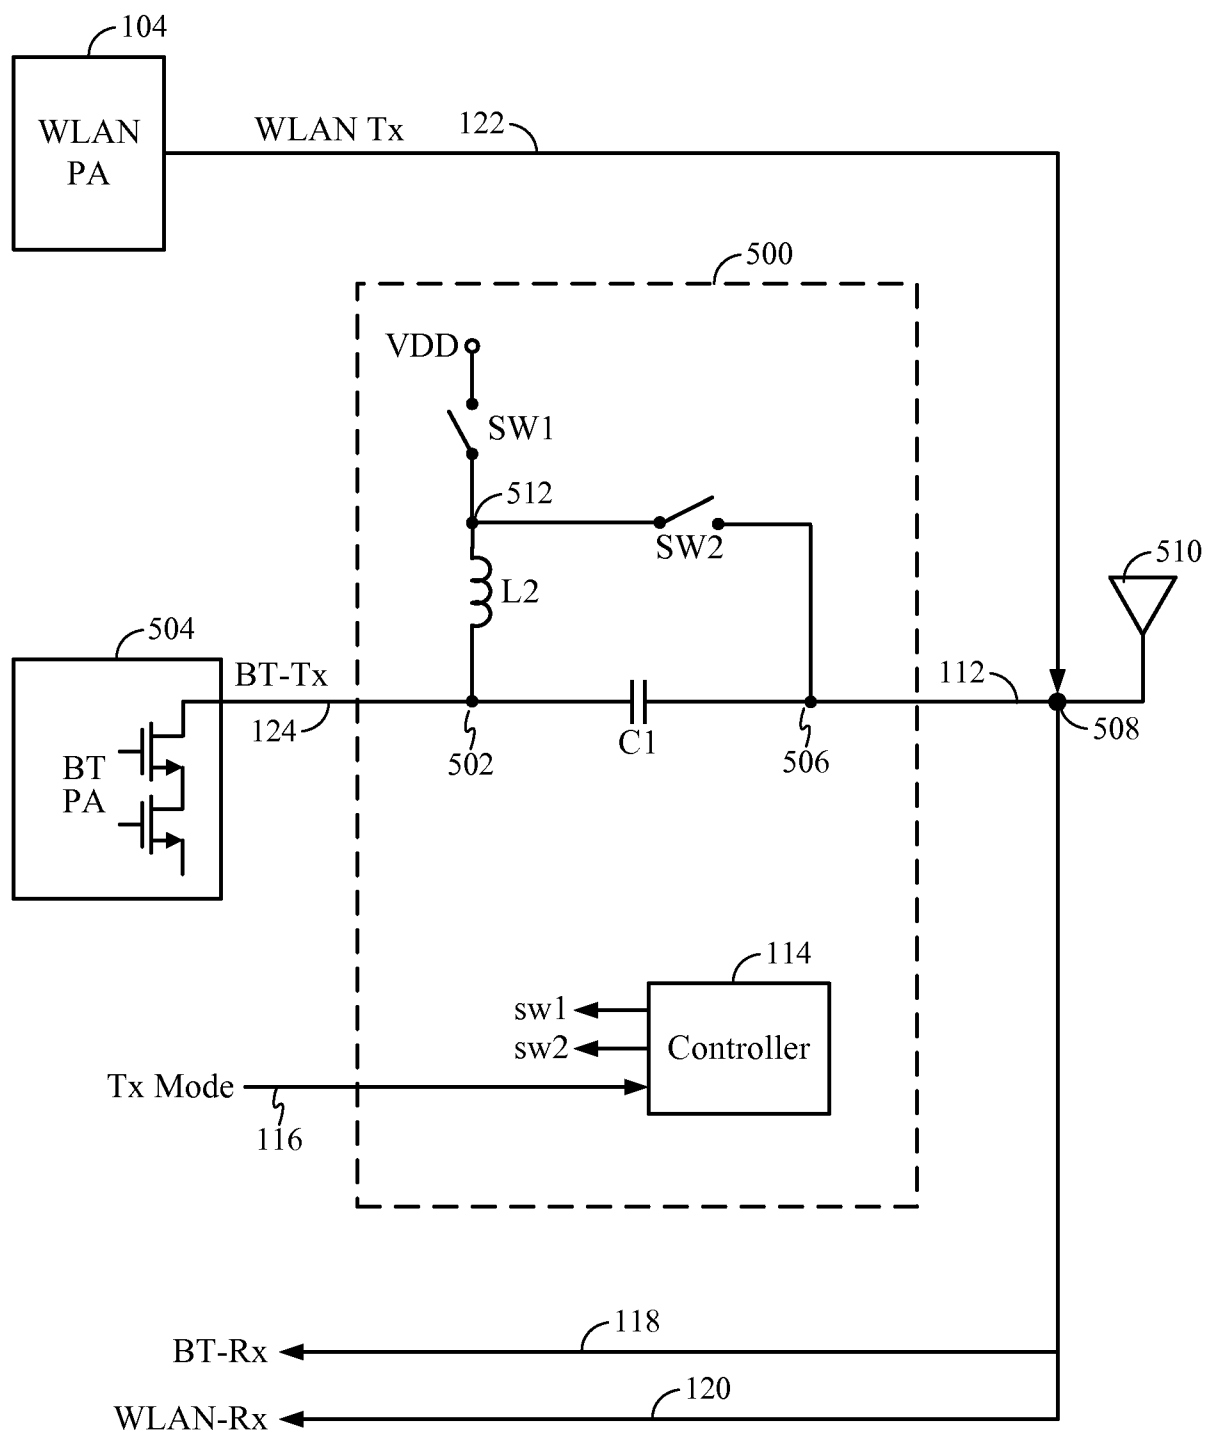 104
WLAN
PA
WLAN Tx
122
500
VDD
SW1
512
SW2
L2
510
504
BT-Tx
124
BT
PA
502
C1
506
112
508
114
sw1
sw2
Controller
Tx Mode
116
118
BT-Rx
120
WLAN-Rx